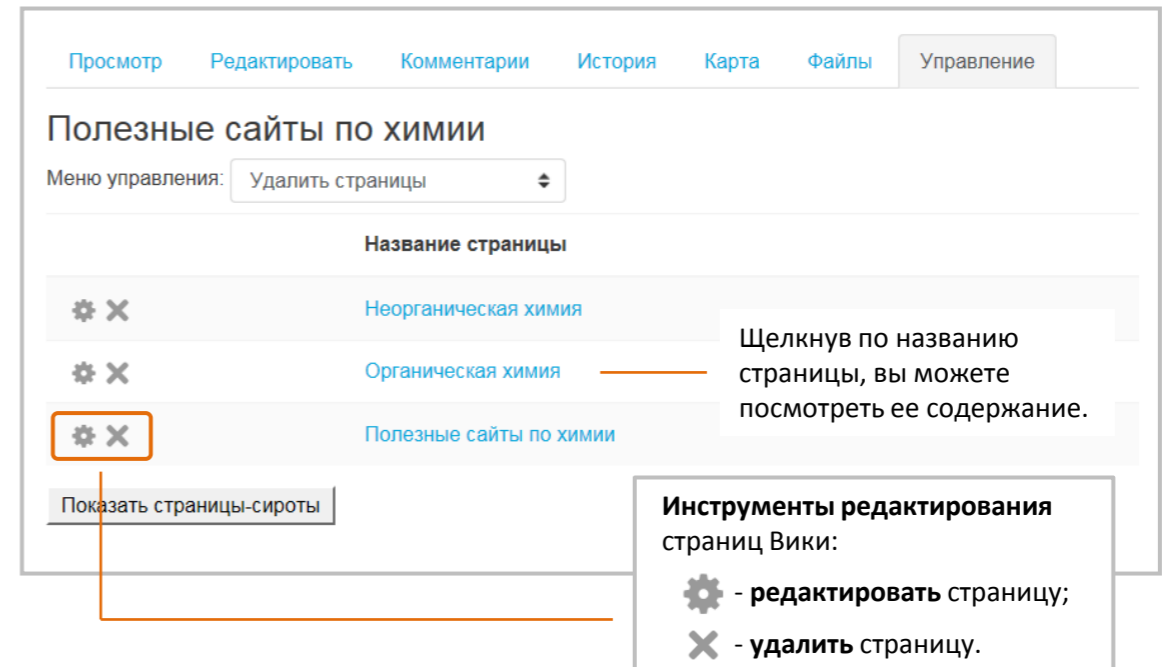 Просмотр Редактировать Комментарии История Карта Файлы Управление
Полезные сайты по химии
Меню управления: Удалить страницы
Название страницы
Неорганическая химия
Органическая химия
Полезные сайты по химии
Щелкнув по названию
страницы, вы можете
посмотреть ее содержание.
Показать страницы-сироты
Инструменты редактирования
страниц Вики:
- редактировать страницу;
- удалить страницу.